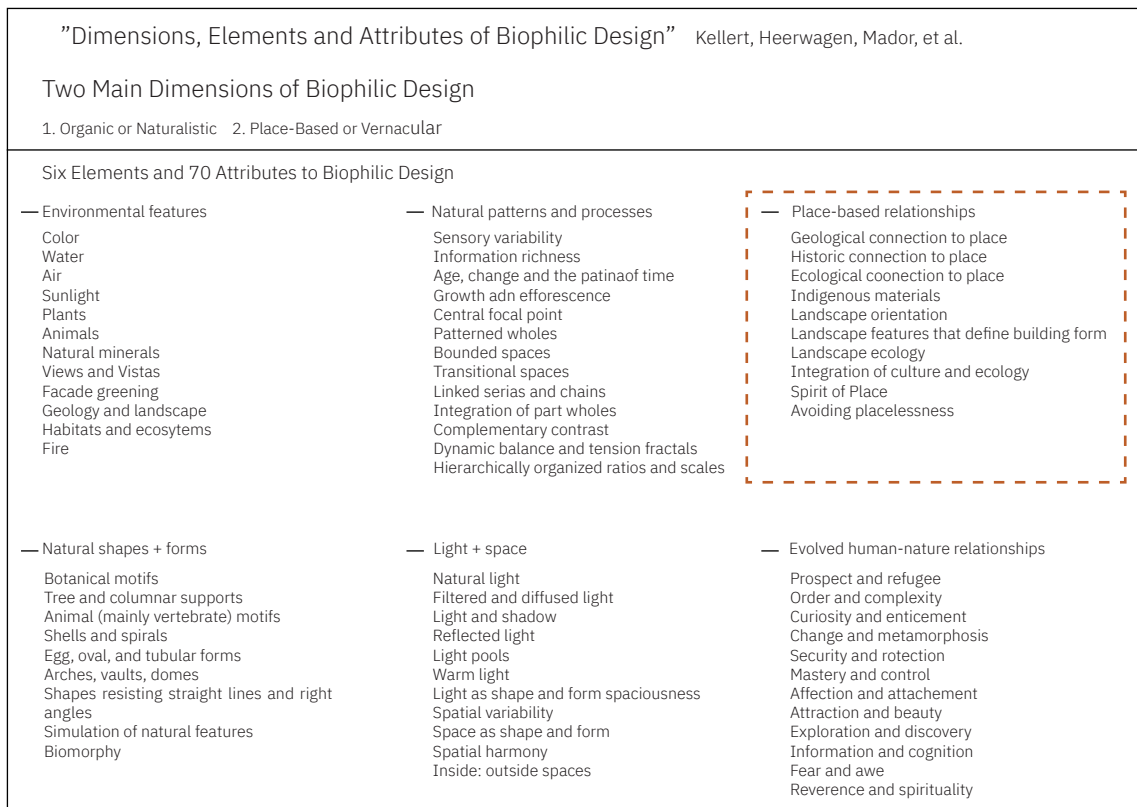 ”Dimensions, Elements and Attributes of Biophilic Design” Kellert, Heerwagen, Mador, et al.
Two Main Dimensions of Biophilic Design
1. Organic or Naturalistic 2. Place-Based or Vernacular
Six Elements and 70 Attributes to Biophilic Design
— Environmental features
Color
Water
Air
Sunlight
Plants
Animals
Natural minerals
Views and Vistas
Facade greening
Geology and landscape
Habitats and ecosytems
Fire
— Natural patterns and processes
Sensory variability
Information richness
Age, change and the patinaof time
Growth adn efforescence
Central focal point
Patterned wholes
Bounded spaces
Transitional spaces
Linked serias and chains
Integration of part wholes
Complementary contrast
Dynamic balance and tension fractals
Hierarchically organized ratios and scales
— Place-based relationships
Geological connection to place
Historic connection to place
Ecological coonection to place
Indigenous materials
Landscape orientation
Landscape features that define building form
Landscape ecology
Integration of culture and ecology
Spirit of Place
Avoiding placelessness
— Natural shapes + forms
Botanical motifs
Tree and columnar supports
Animal (mainly vertebrate) motifs
Shells and spirals
Egg, oval, and tubular forms
Arches, vaults, domes
Shapes resisting straight lines and right
angles
Simulation of natural features
Biomorphy
— Light + space
Natural light
Filtered and diffused light
Light and shadow
Reflected light
Light pools
Warm light
Light as shape and form spaciousness
Spatial variability
Space as shape and form
Spatial harmony
Inside: outside spaces
— Evolved human-nature relationships
Prospect and refugee
Order and complexity
Curiosity and enticement
Change and metamorphosis
Security and rotection
Mastery and control
Affection and attachement
Attraction and beauty
Exploration and discovery
Information and cognition
Fear and awe
Reverence and spirituality